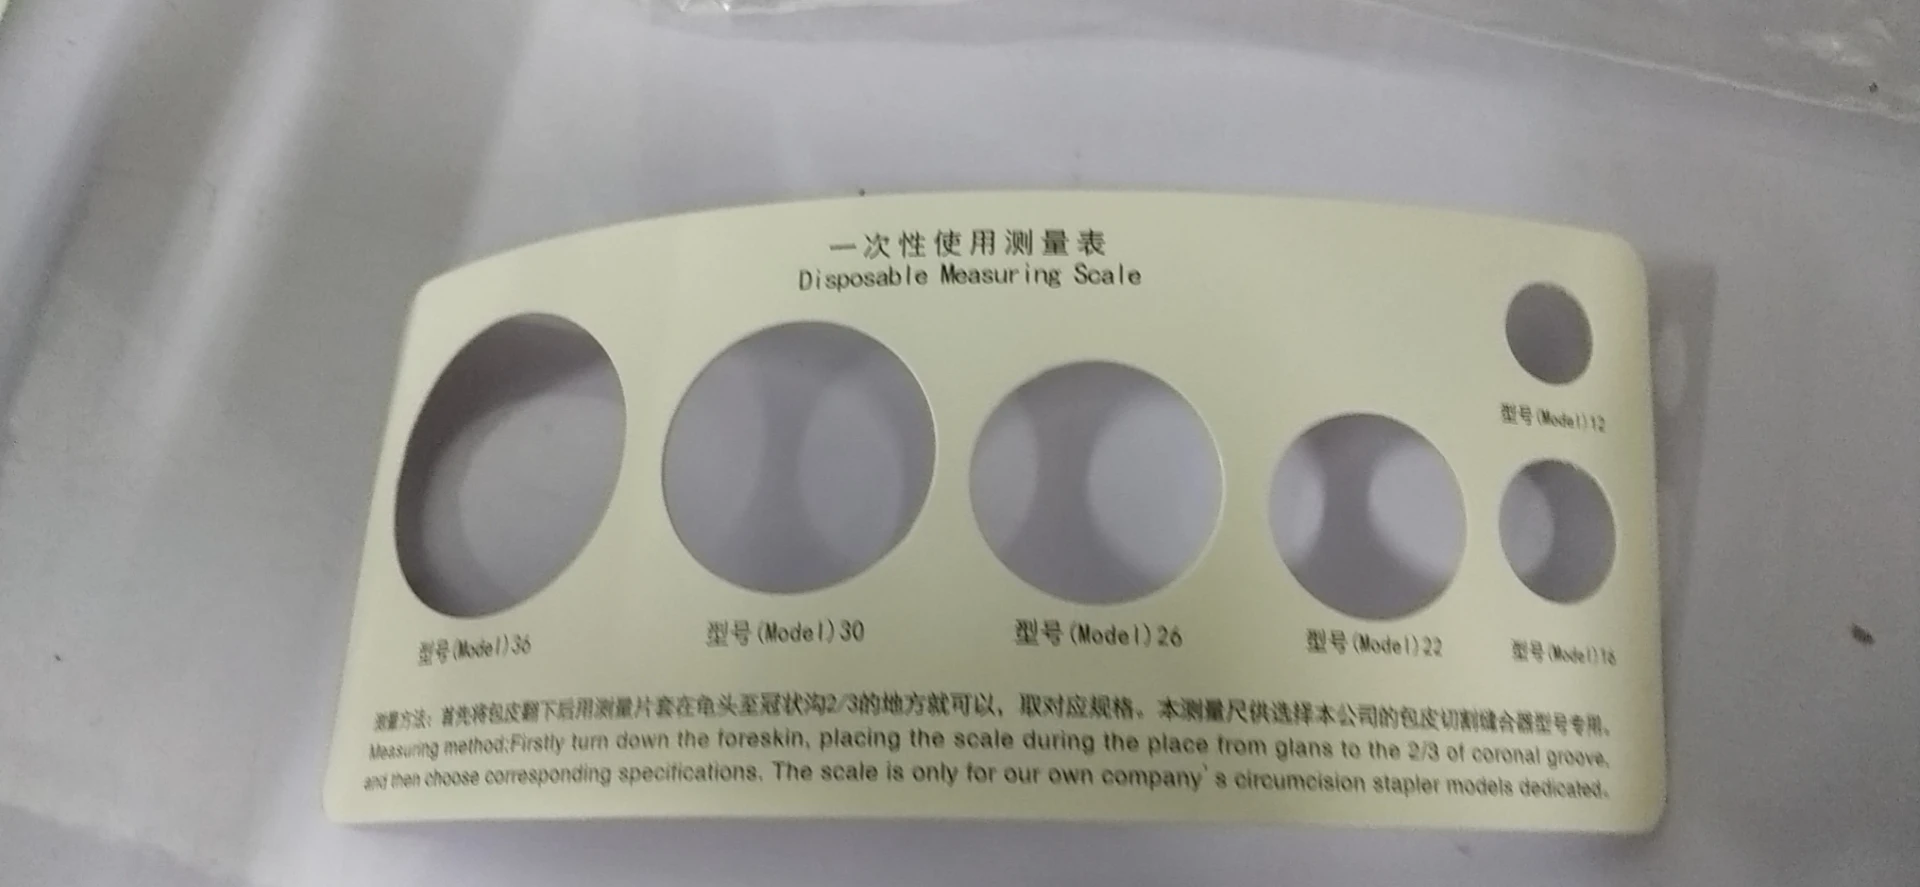 一次性使用测量表
Disposable Measuring Scale
型号(Model)12
型号(Model)36
型号(Model)30
型号(Model)26
型号(Model)22
型号(Model)16
测量方法：首先将包皮翻下后用测量片套在龟头至冠状沟2/3的地方就可以，取对应规格。本测量尺供选择本公司的包皮切割缝合器型号专用。
Measuring method:Firstly turn down the foreskin, placing the scale during the place from glans to the 2/3 of coronal groove,
and then choose corresponding specifications. The scale is only for our own company's circumcision stapler models dedicated.